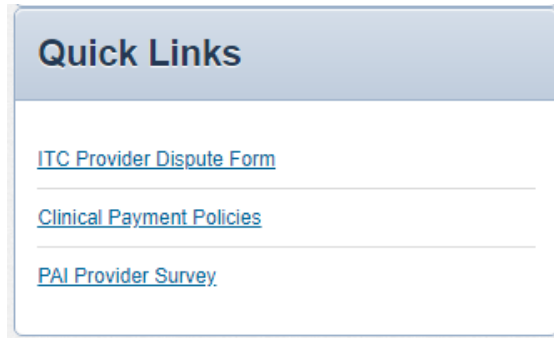 Quick Links
ITC Provider Dispute Form
Clinical Payment Policies
PAI Provider Survey